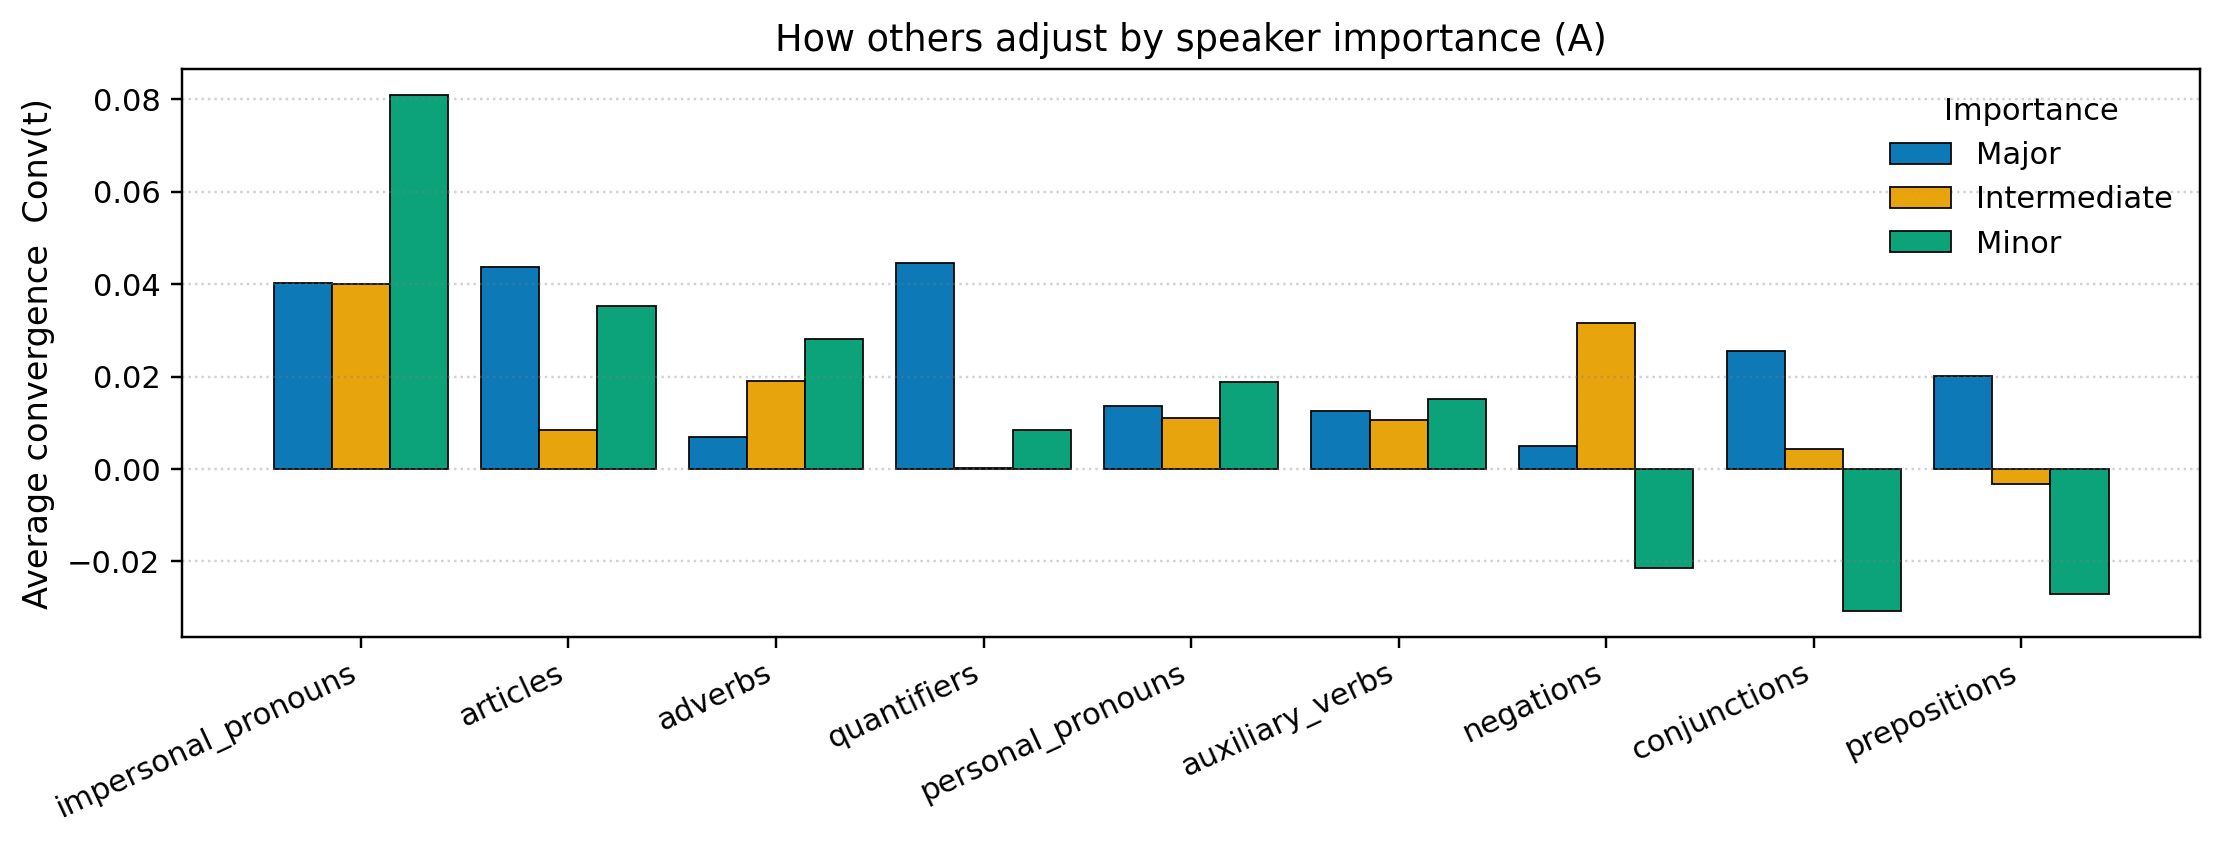 How others adjust by speaker importance (A)
Average convergence  Conv(t)
0.08
0.06
0.04
0.02
0.00
−0.02
Importance
Major
Intermediate
Minor
impersonal_pronouns
articles
adverbs
quantifiers
personal_pronouns
auxiliary_verbs
negations
conjunctions
prepositions